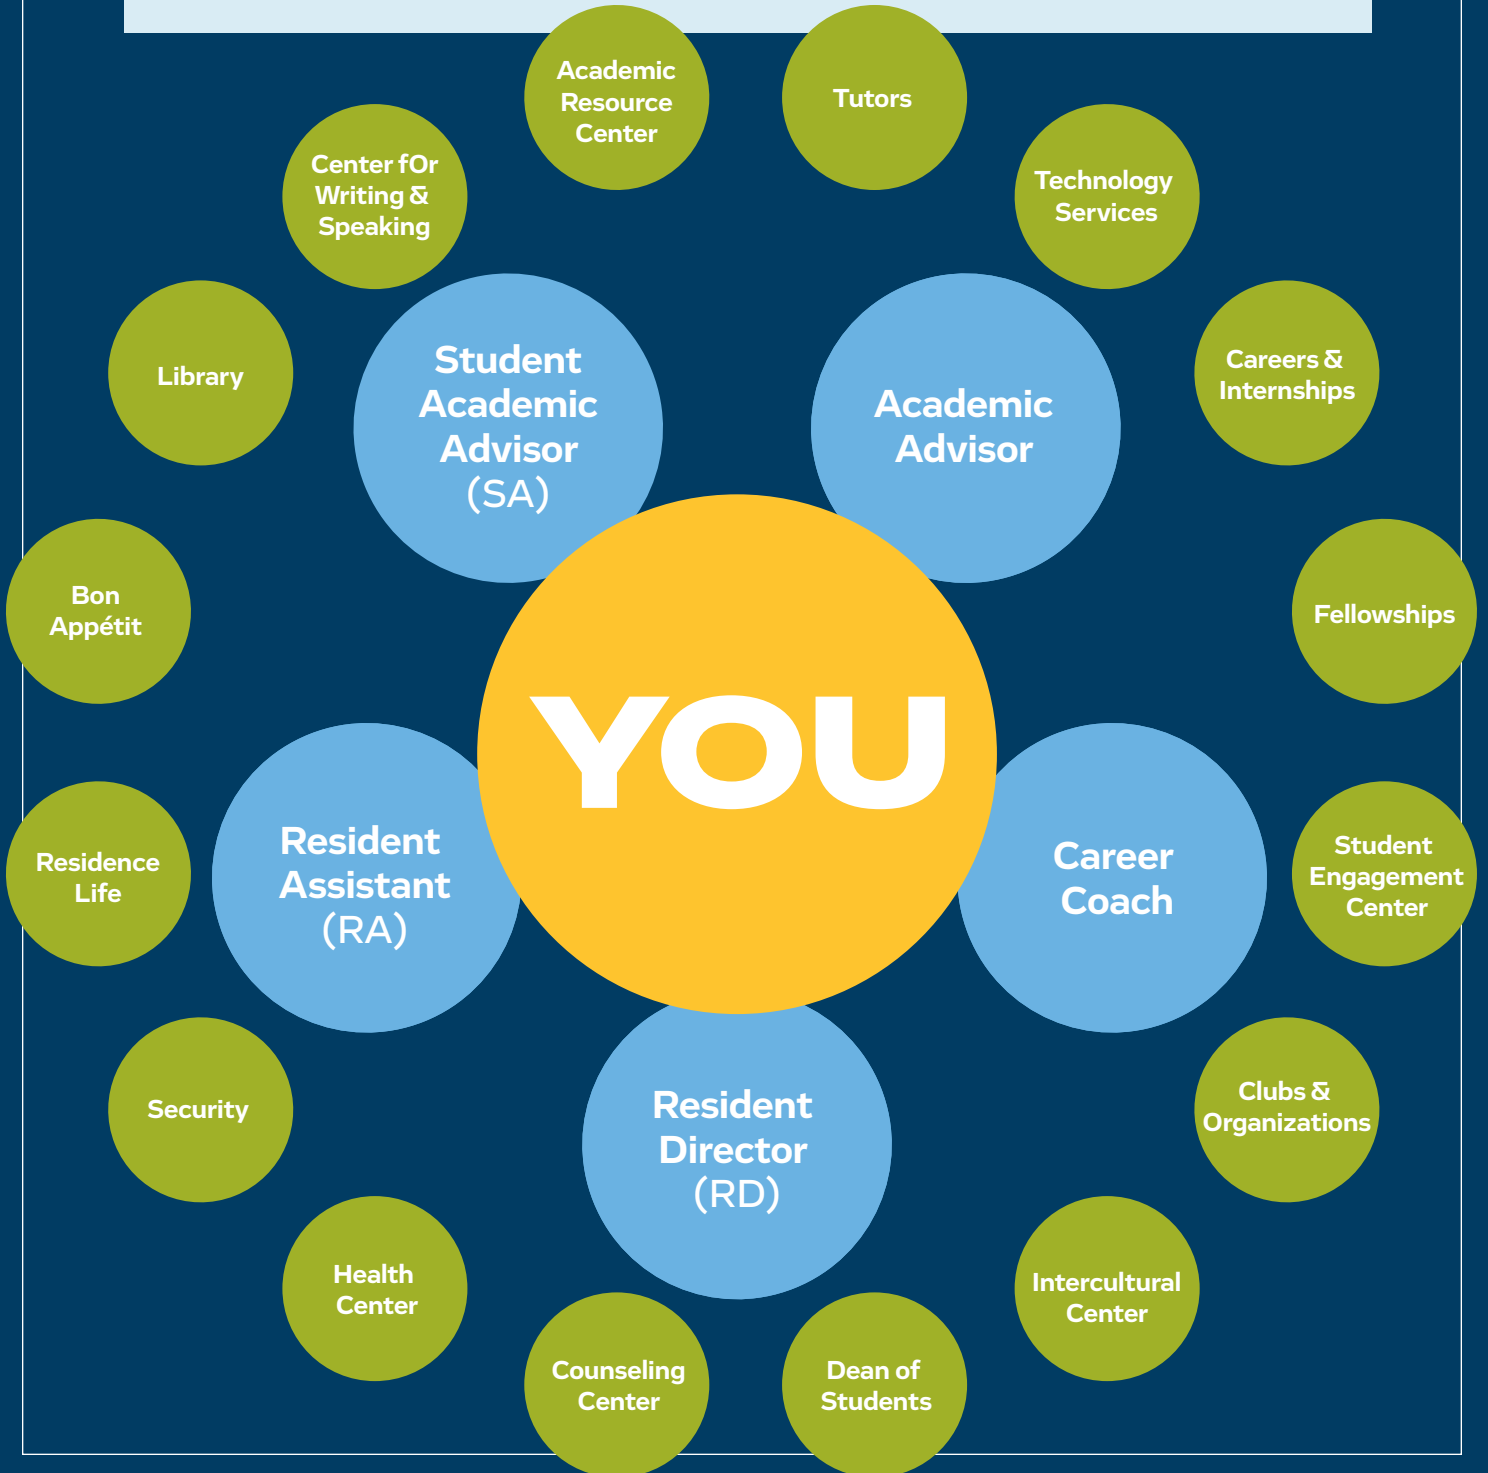 Academic
Resource
Center
Tutors
Center fOr
Writing &
Speaking
Technology
Services
Library
Careers &
Internships
Student
Academic
Advisor
(SA)
Academic
Advisor
Bon
Appétit
Fellowships
YOU
Residence
Life
Resident
Assistant
(RA)
Career
Coach
Student
Engagement
Center
Security
Resident
Director
(RD)
Clubs &
Organizations
Health
Center
Intercultural
Center
Counseling
Center
Dean of
Students